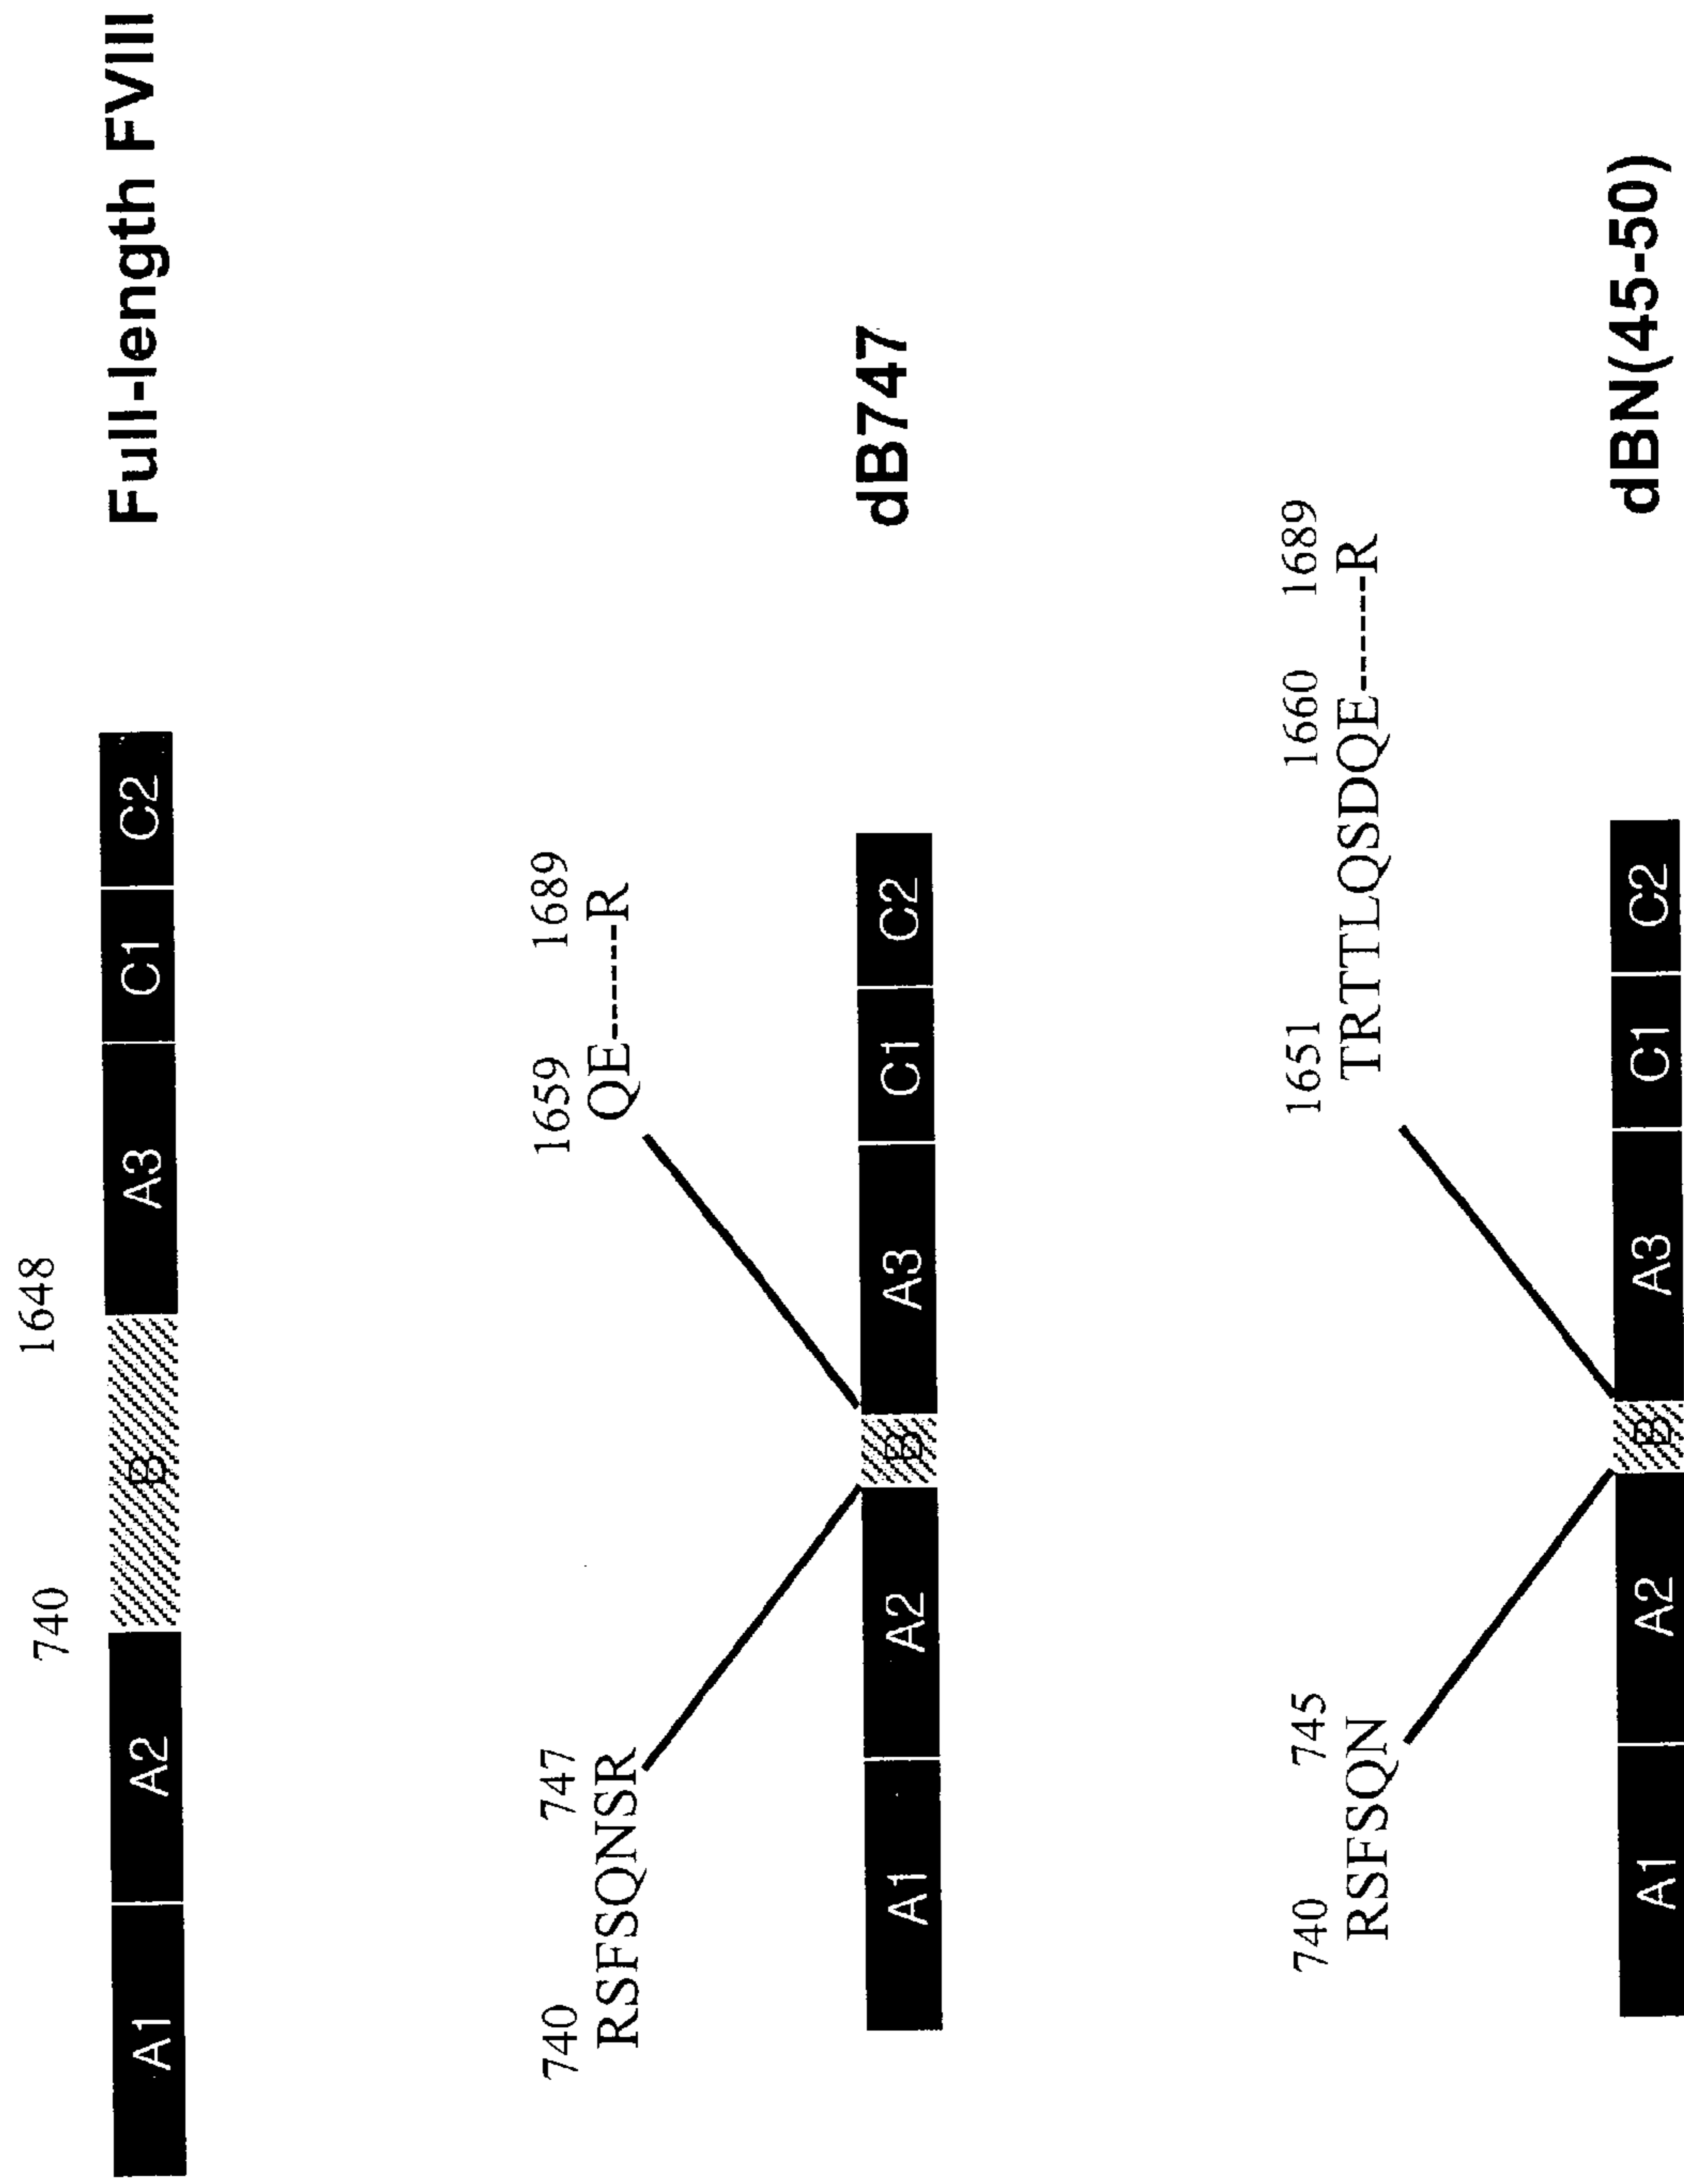 740 1648
A1 A2 B A3 C1 C2 Full-length FVIII
740 747 1659 1689
RSFSQNSR QE-------R
A1 A2 B A3 C1 C2 dB747
740 745 1651 1660 1689
RSFSQN TRTTLQSDQE------R
A1 A2 B A3 C1 C2 dBN(45-50)